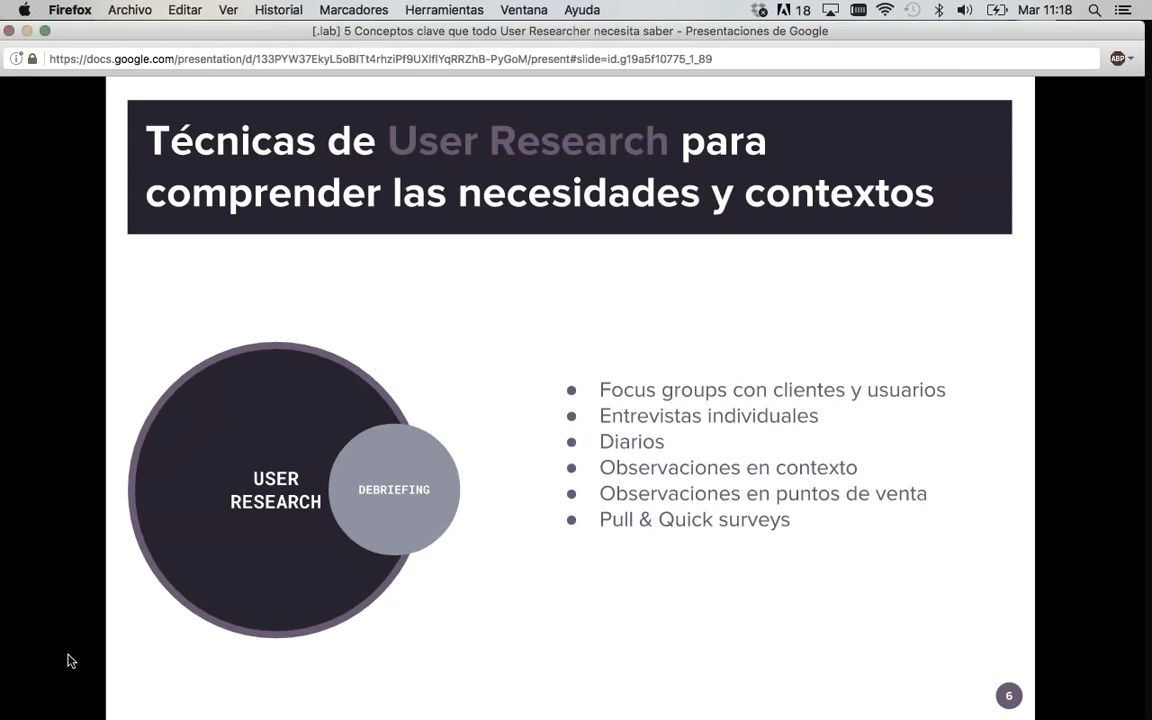 Firefox Archivo Editar Ver Historial Marcadores Herramientas Ventana Ayuda 18 Mar 11:18
[.lab] 5 Conceptos clave que todo User Researcher necesita saber - Presentaciones de Google
https://docs.google.com/presentation/d/133PYW37EkyL5oBITt4rhziPf9UXlflYqRRZhB-PyGoM/present#slide=id.g19a5f10775_1_89 ABP
Técnicas de User Research para
comprender las necesidades y contextos
USER
RESEARCH
DEBRIEFING
● Focus groups con clientes y usuarios
● Entrevistas individuales
● Diarios
● Observaciones en contexto
● Observaciones en puntos de venta
● Pull & Quick surveys
6